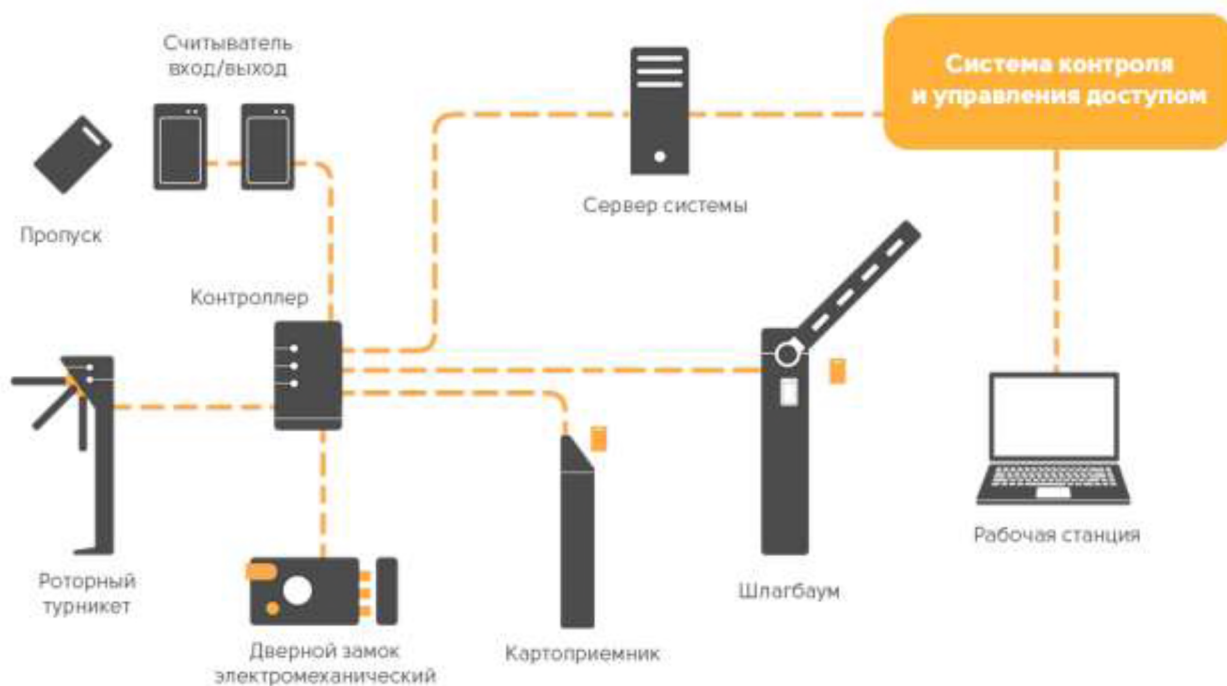 Считыватель
вход/выход
Система контроля
и управления доступом
Пропуск
Сервер системы
Контроллер
Рабочая станция
Роторный
турникет
Шлагбаум
Дверной замок
электромеханический
Картоприемник